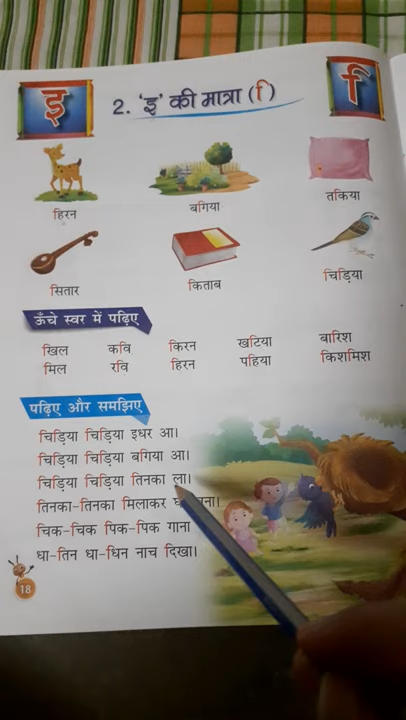 इ
2. 'इ' की मात्रा (ि)
ि
हिरन
बगिया
तकिया
सितार
किताब
चिड़िया
ऊँचे स्वर में पढ़िए
खिल कवि किरन खटिया बारिश
मिल रवि हिरन पहिया किशमिश
पढ़िए और समझिए
चिड़िया चिड़िया इधर आ।
चिड़िया चिड़िया बगिया आ।
चिड़िया चिड़िया तिनका ला।
तिनका-तिनका मिलाकर
चिक-चिक पिक-पिक गाना
धा-तिन धा-धिन नाच दिखा।
18